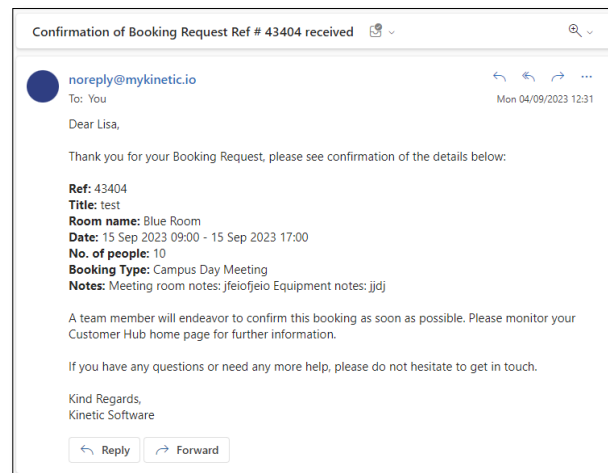 Confirmation of Booking Request Ref # 43404 received
noreply@mykinetic.io
To: You
Mon 04/09/2023 12:31
Dear Lisa,
Thank you for your Booking Request, please see confirmation of the details below:
Ref: 43404
Title: test
Room name: Blue Room
Date: 15 Sep 2023 09:00 - 15 Sep 2023 17:00
No. of people: 10
Booking Type: Campus Day Meeting
Notes: Meeting room notes: jfeiofjeio Equipment notes: jjdj
A team member will endeavor to confirm this booking as soon as possible. Please monitor your
Customer Hub home page for further information.
If you have any questions or need any more help, please do not hesitate to get in touch.
Kind Regards,
Kinetic Software
Reply Forward